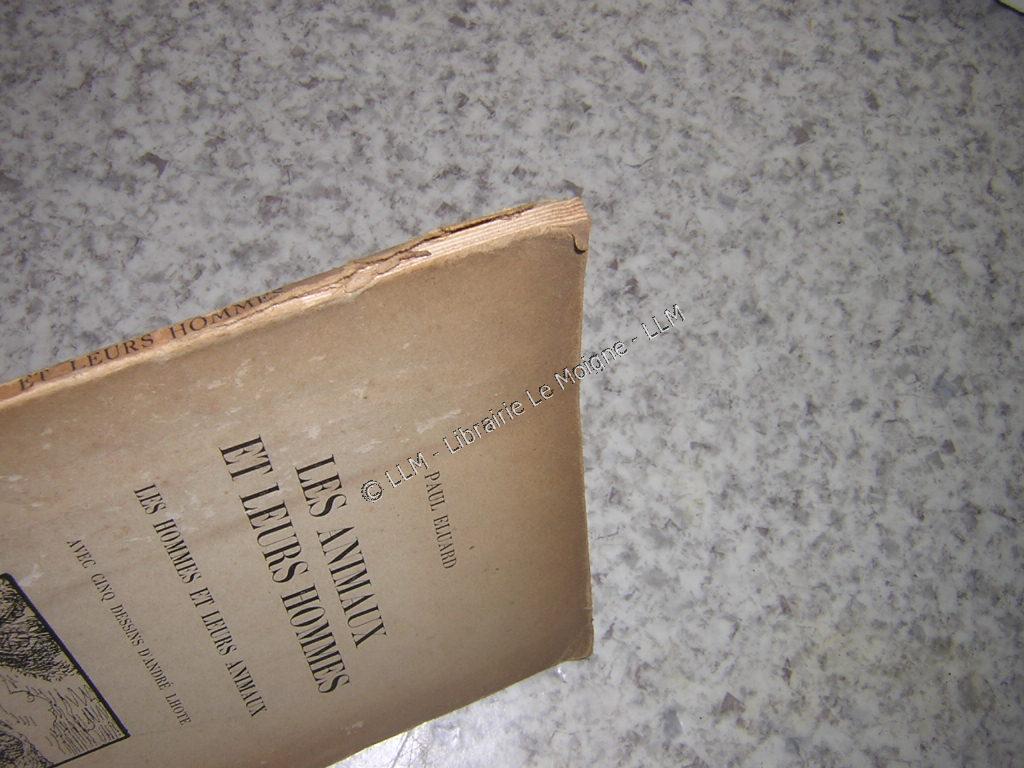 PAUL ELUARD
LES ANIMAUX
ET LEURS HOMMES
LES HOMMES ET LEURS ANIMAUX
AVEC CINQ DESSINS D'ANDRÉ LHOTE
ET LEURS HOMMES
© LLM - Librairie Le Moigne - LLM